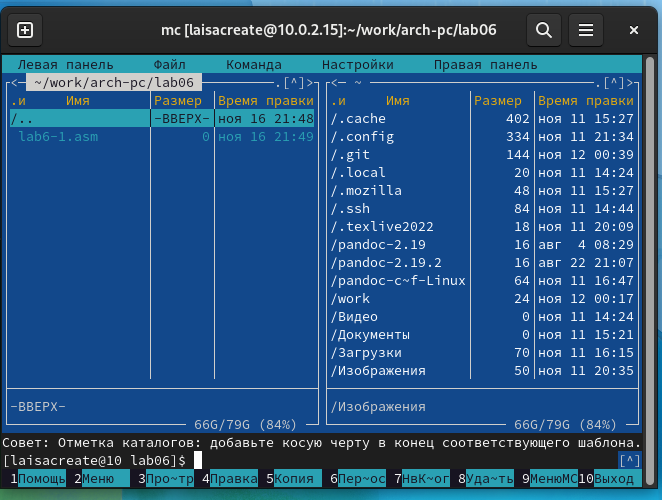 mc [laisacreate@10.0.2.15]:~/work/arch-pc/lab06
Левая панель Файл Команда Настройки Правая панель
<─ ~/work/arch-pc/lab06 .[^]>
.и Имя Размер Время правки
/.. -ВВЕРХ- ноя 16 21:48
lab6-1.asm 0 ноя 16 21:49
-ВВЕРХ-
66G/79G (84%)
<─ ~ .[^]>
.и Имя Размер Время правки
/.cache 402 ноя 11 15:27
/.config 334 ноя 11 21:34
/.git 144 ноя 12 00:39
/.local 20 ноя 11 14:24
/.mozilla 48 ноя 11 15:27
/.ssh 84 ноя 11 14:44
/.texlive2022 18 ноя 11 20:09
/pandoc-2.19 16 авг 4 08:29
/pandoc-2.19.2 16 авг 22 21:07
/pandoc-c~f-Linux 64 ноя 11 16:47
/work 24 ноя 12 00:17
/Видео 0 ноя 11 14:24
/Документы 0 ноя 11 15:21
/Загрузки 70 ноя 11 16:15
/Изображения 50 ноя 11 20:35
/Изображения
66G/79G (84%)
Совет: Отметка каталогов: добавьте косую черту в конец соответствующего шаблона.
[laisacreate@10 lab06]$ [^]
1Помощь 2Меню 3Про~тр 4Правка 5Копия 6Пер~ос 7НвК~ог 8Уда~ть 9МенюMC 10Выход